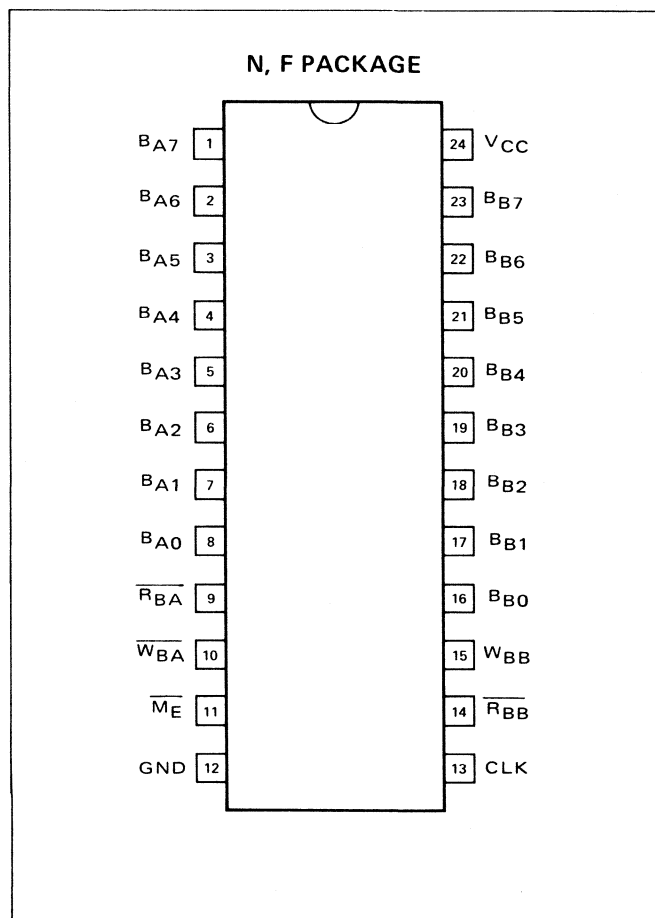 N, F PACKAGE
BA7 1 24 VCC
BA6 2 23 BB7
BA5 3 22 BB6
BA4 4 21 BB5
BA3 5 20 BB4
BA2 6 19 BB3
BA1 7 18 BB2
BA0 8 17 BB1
RBA 9 16 BB0
WBA 10 15 WBB
ME 11 14 RBB
GND 12 13 CLK